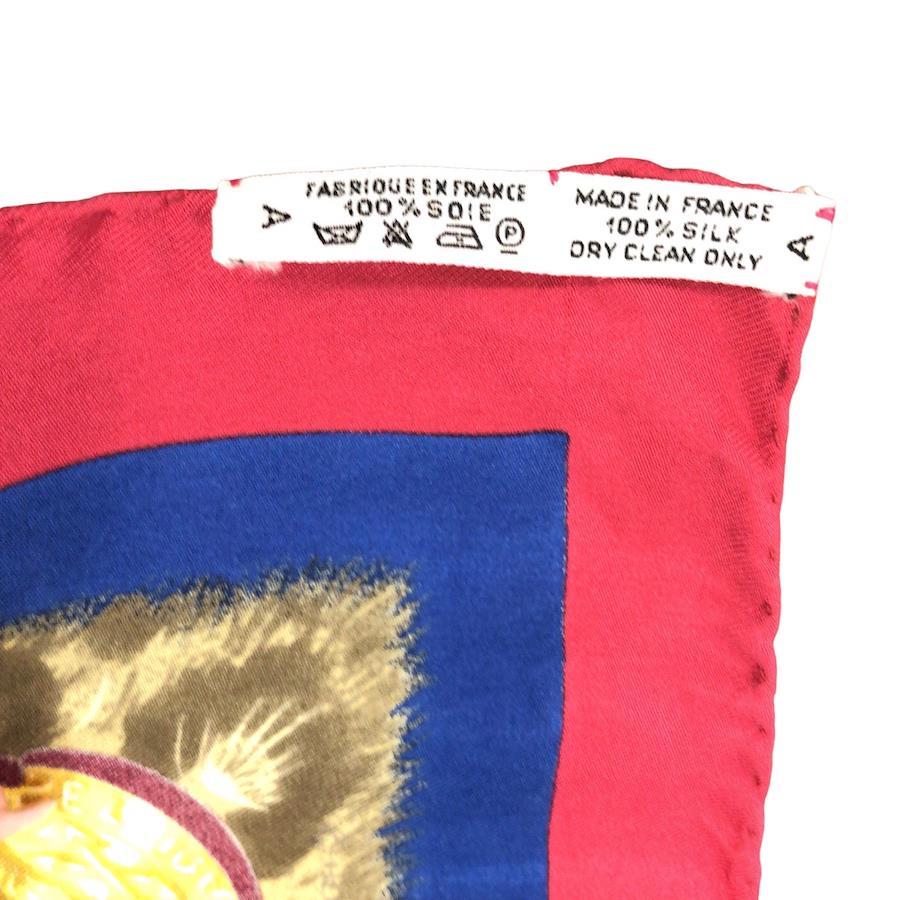 A
FABRIQUE EN FRANCE
100% SOIE
P
MADE IN FRANCE
100% SILK
DRY CLEAN ONLY
A